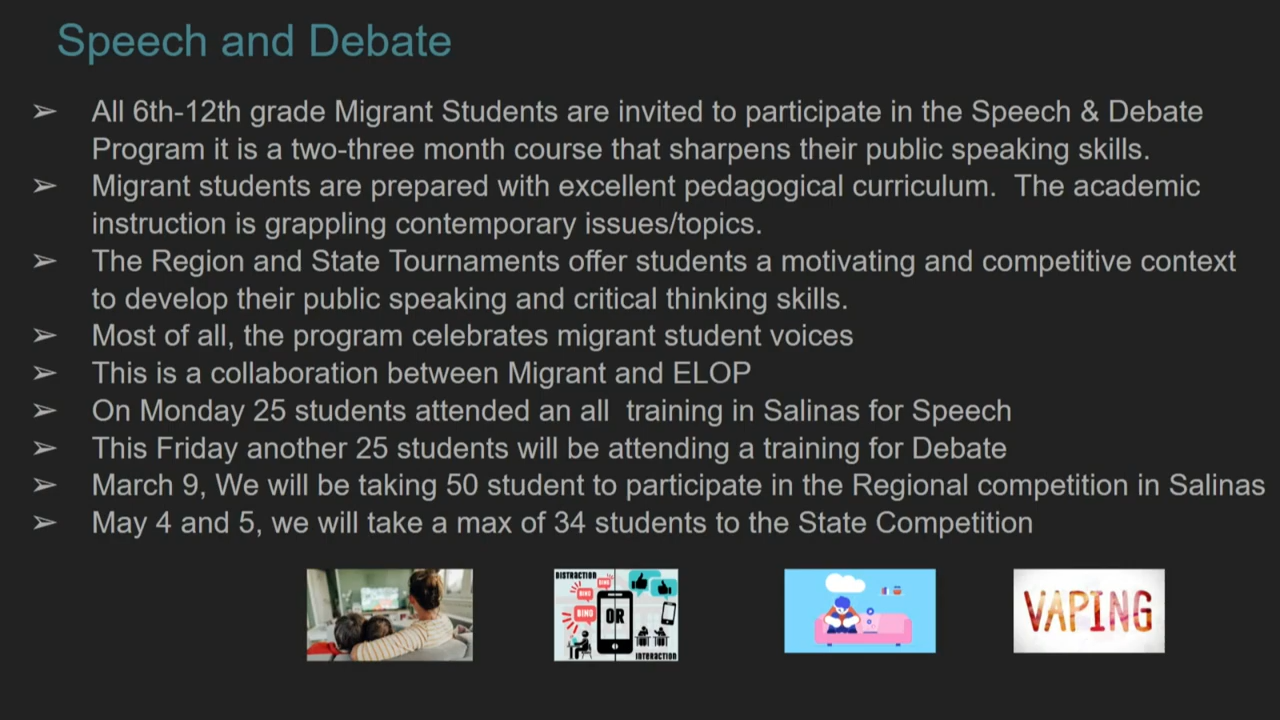 Speech and Debate
➢ All 6th-12th grade Migrant Students are invited to participate in the Speech & Debate
Program it is a two-three month course that sharpens their public speaking skills.
➢ Migrant students are prepared with excellent pedagogical curriculum.  The academic
instruction is grappling contemporary issues/topics.
➢ The Region and State Tournaments offer students a motivating and competitive context
to develop their public speaking and critical thinking skills.
➢ Most of all, the program celebrates migrant student voices
➢ This is a collaboration between Migrant and ELOP
➢ On Monday 25 students attended an all  training in Salinas for Speech
➢ This Friday another 25 students will be attending a training for Debate
➢ March 9, We will be taking 50 student to participate in the Regional competition in Salinas
➢ May 4 and 5, we will take a max of 34 students to the State Competition
DISTRACTION
DING
DING
DING
OR
INTERACTION
VAPING